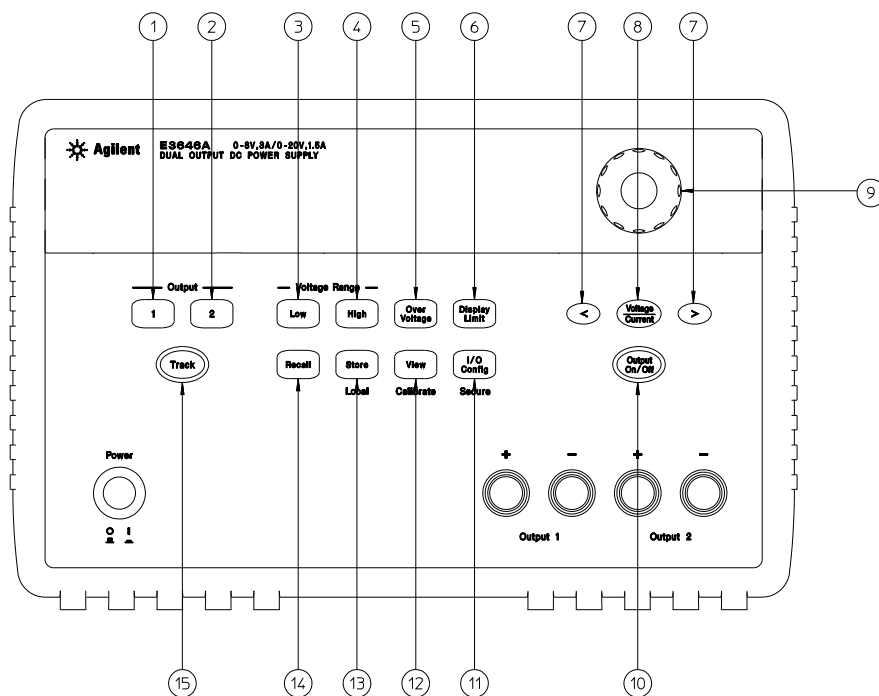 1 2 3 4 5 6 7 8 7
Agilent E3646A 0-8V,3A/0-20V,1.5A
DUAL OUTPUT DC POWER SUPPLY
9
Output Voltage Range
1 2 Low High Over Voltage Display Limit < Voltage Current >
Track Recall Store View I/O Config Output On/Off
Local Calibrate Secure
Power + - + -
Output 1 Output 2
15 14 13 12 11 10